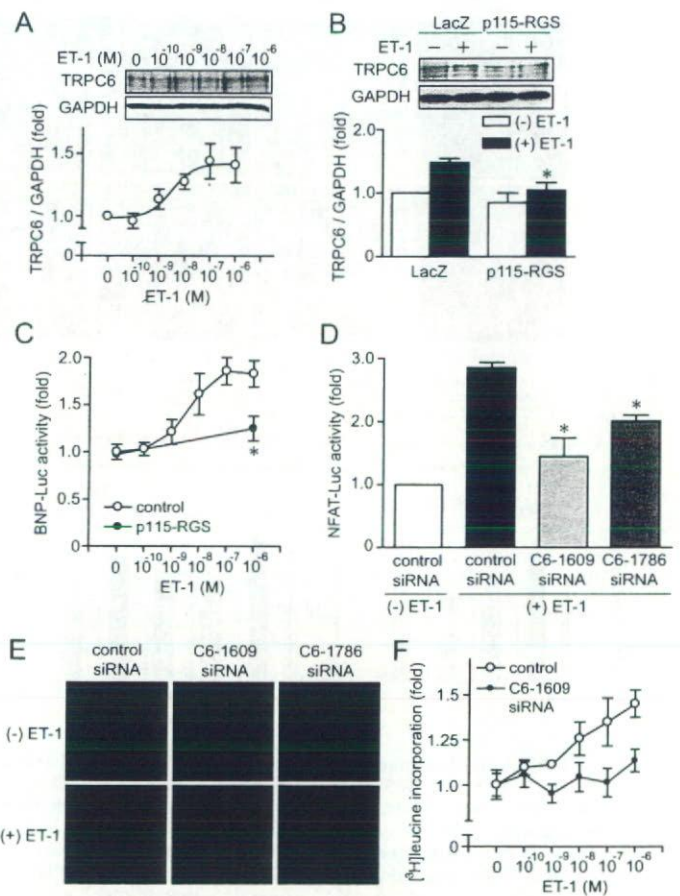 A
ET-1 (M) 0 10-10 10-9 10-8 10-7 10-6
TRPC6
GAPDH
TRPC6 / GAPDH (fold)
1.5
1.0
0
0 10-10 10-9 10-8 10-7 10-6
ET-1 (M)
B
LacZ p115-RGS
ET-1 − + − +
TRPC6
GAPDH
(-) ET-1
(+) ET-1
TRPC6 / GAPDH (fold)
2.0
1.0
0
*
LacZ p115-RGS
C
BNP-Luc activity (fold)
2.0
1.5
1.0
0.5
0
control
p115-RGS
*
0 10-10 10-9 10-8 10-7 10-6
ET-1 (M)
D
NFAT-Luc activity (fold)
3.0
2.0
1.0
0
* *
control control C6-1609 C6-1786
siRNA siRNA siRNA siRNA
(-) ET-1 (+) ET-1
E
control C6-1609 C6-1786
siRNA siRNA siRNA
(-) ET-1
(+) ET-1
F
[3H]leucine incorporation (fold)
control
C6-1609
siRNA
1.5
1.25
1.0
0
0 10-10 10-9 10-8 10-7 10-6
ET-1 (M)